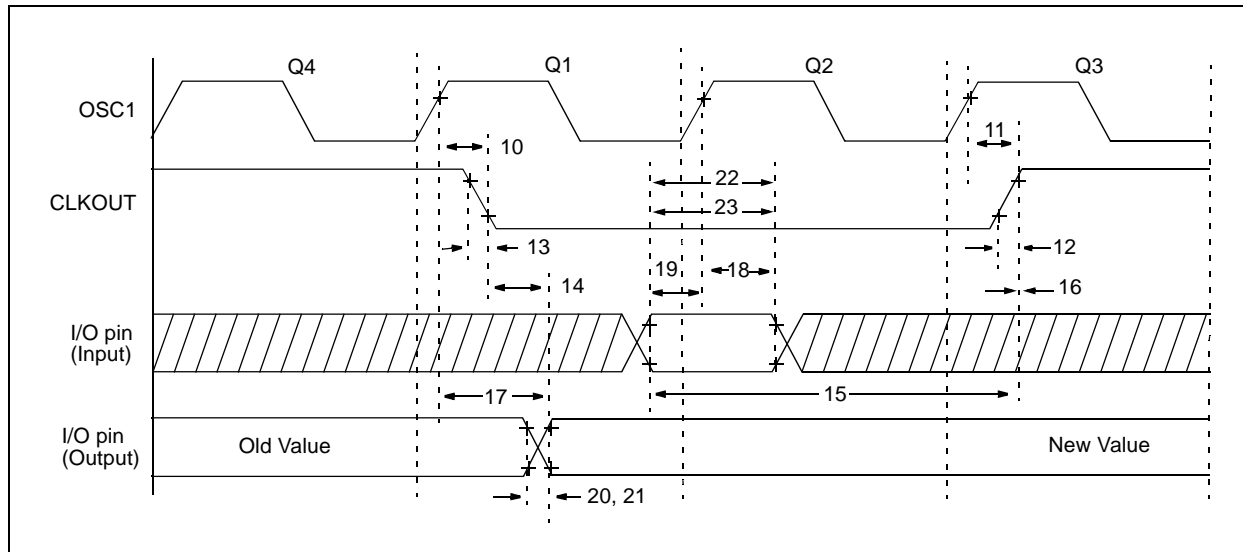 Q4
Q1
Q2
Q3
OSC1
10
11
22
CLKOUT
23
13
12
19
18
14
16
I/O pin
(Input)
17
15
I/O pin
(Output)
Old Value
New Value
20, 21